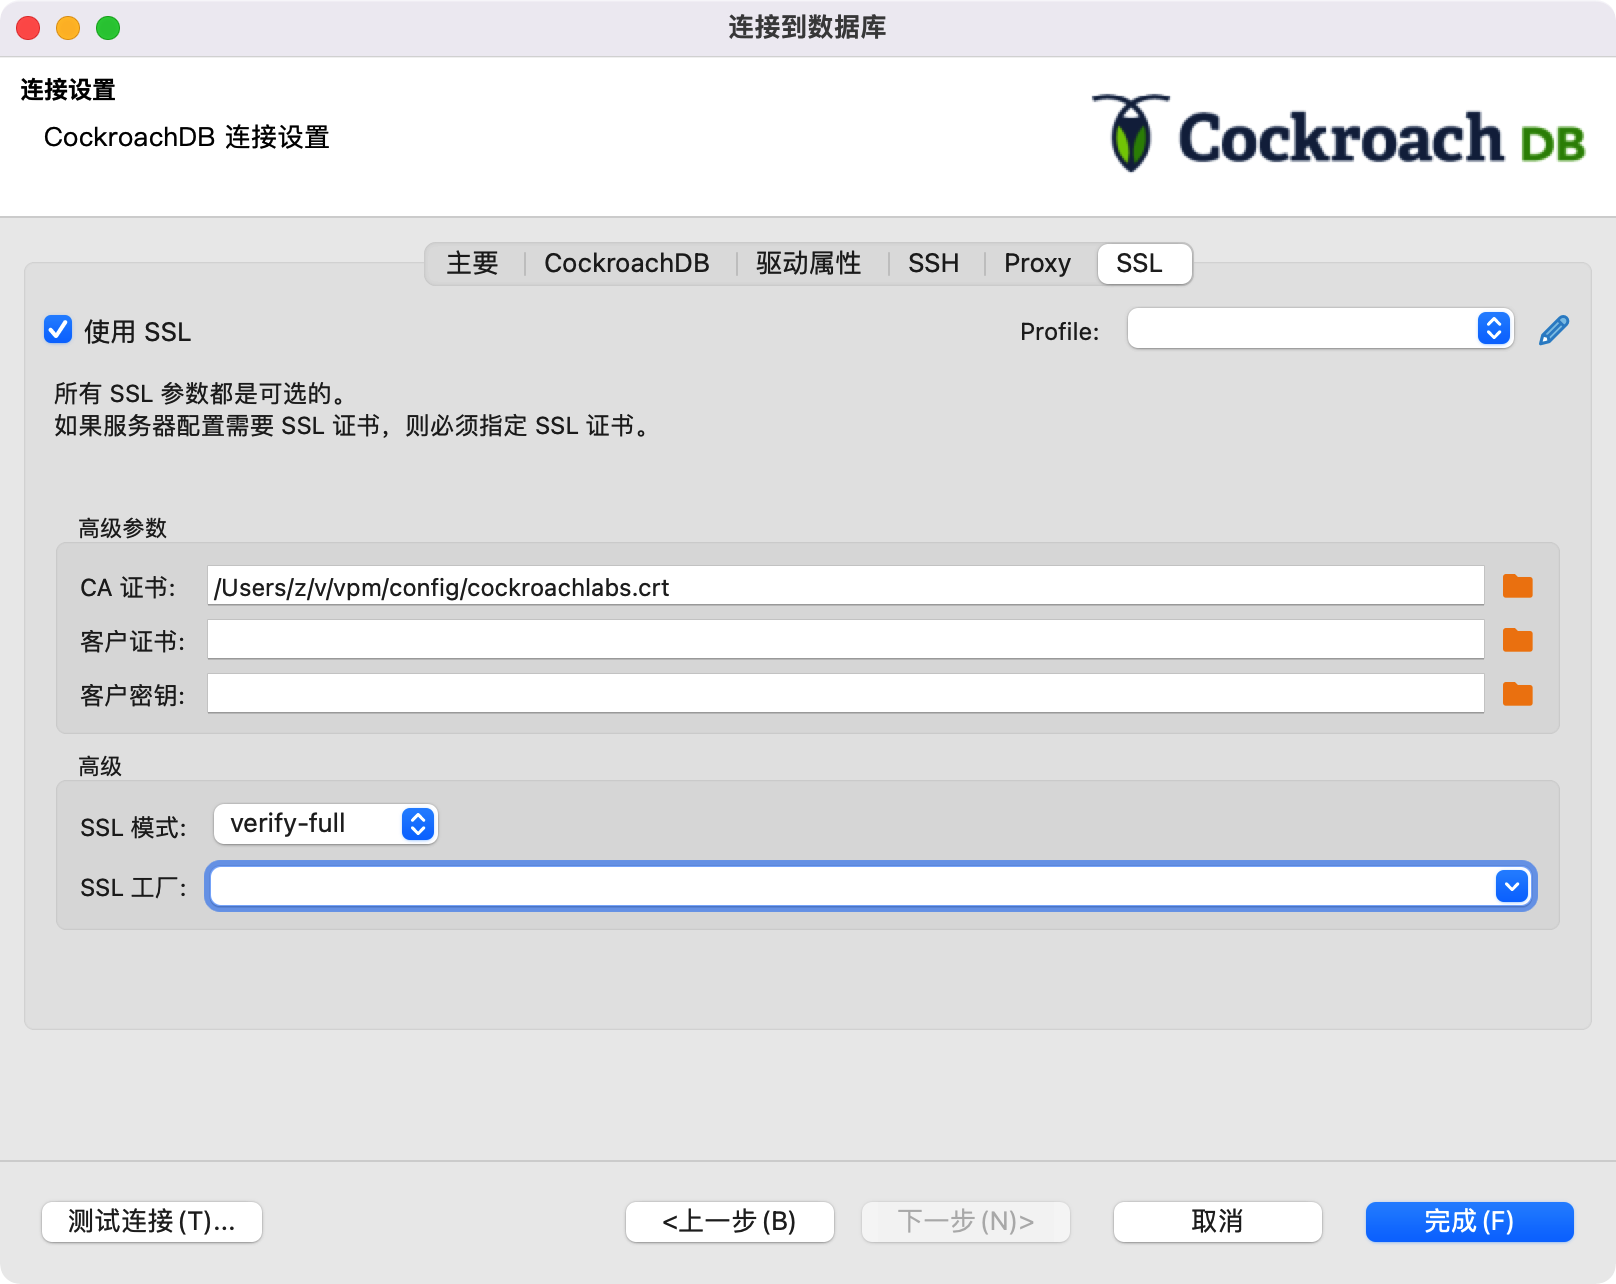 连接到数据库
连接设置
CockroachDB 连接设置
Cockroach DB
主要 CockroachDB 驱动属性 SSH Proxy SSL
使用 SSL
Profile:
所有 SSL 参数都是可选的。
如果服务器配置需要 SSL 证书，则必须指定 SSL 证书。
高级参数
CA 证书: /Users/z/v/vpm/config/cockroachlabs.crt
客户证书:
客户密钥:
高级
SSL 模式: verify-full
SSL 工厂:
测试连接(T)... <上一步(B) 下一步(N)> 取消 完成(F)